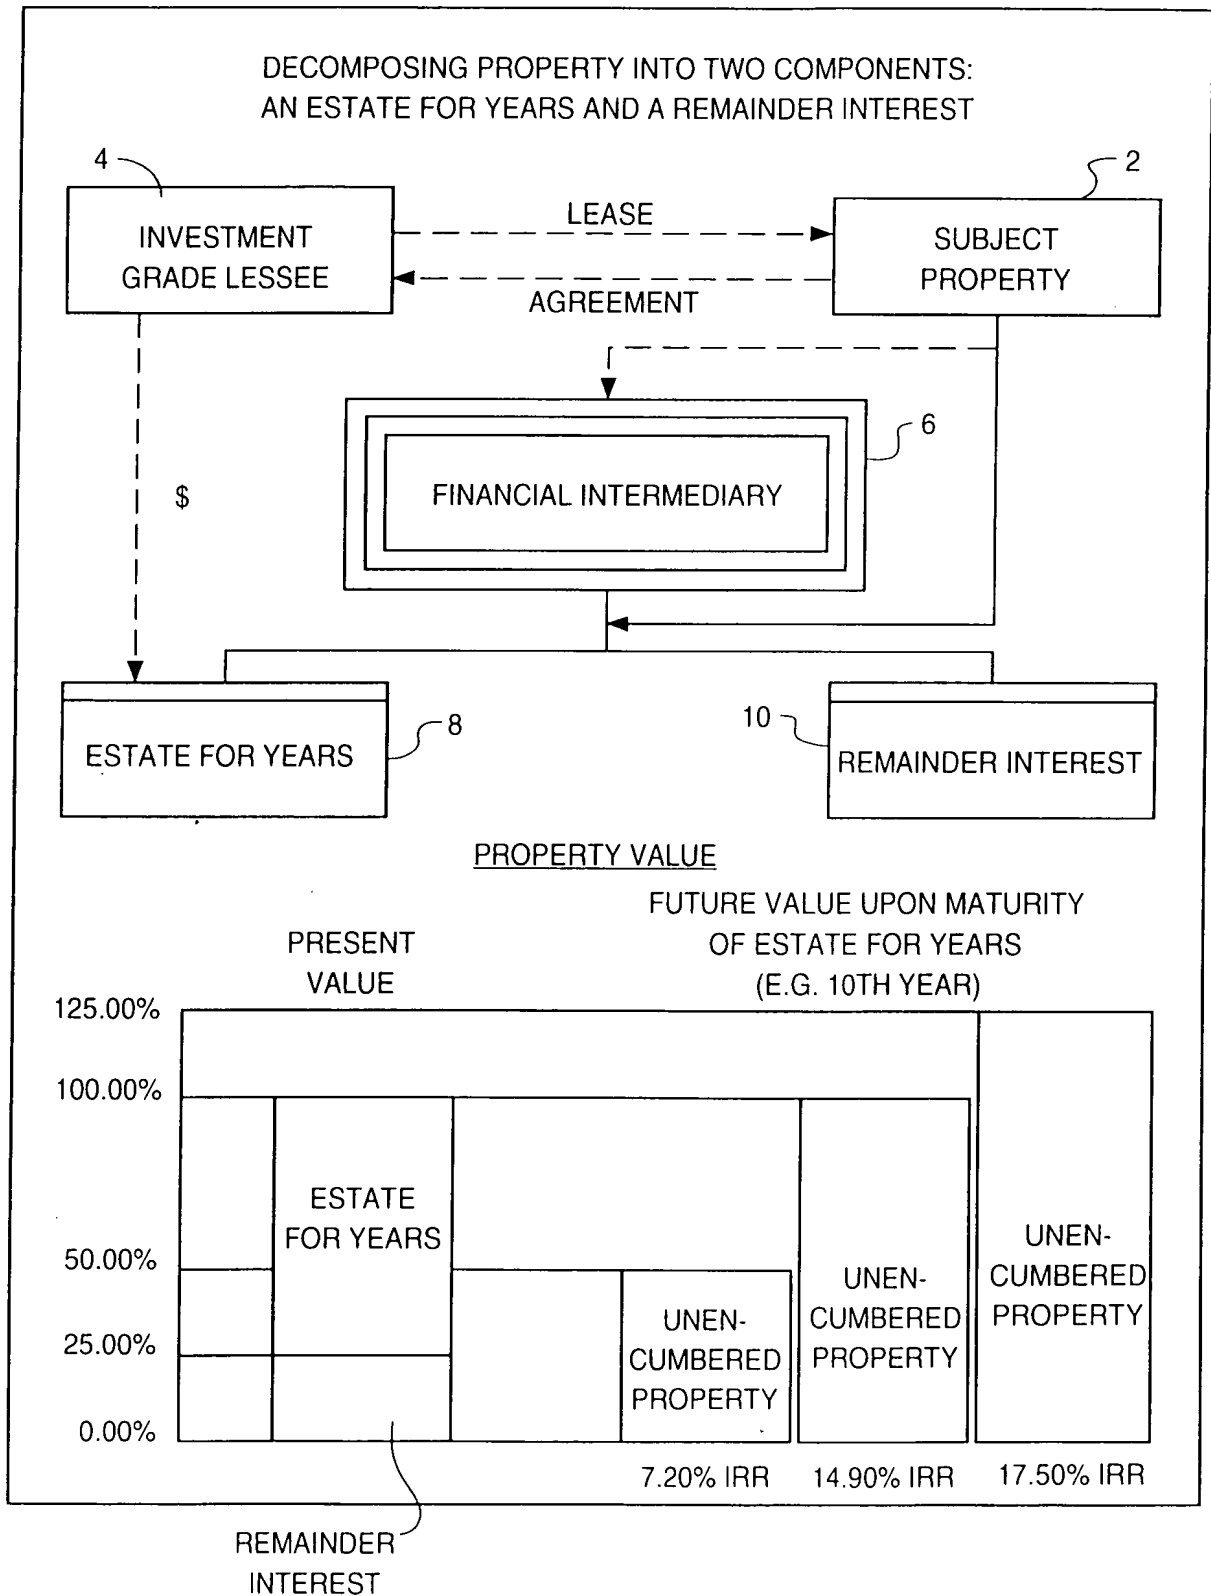 DECOMPOSING PROPERTY INTO TWO COMPONENTS:
AN ESTATE FOR YEARS AND A REMAINDER INTEREST
4
2
INVESTMENT
GRADE LESSEE
LEASE
SUBJECT
PROPERTY
AGREEMENT
6
$
FINANCIAL INTERMEDIARY
8
10
ESTATE FOR YEARS
REMAINDER INTEREST
PROPERTY VALUE
PRESENT
VALUE
FUTURE VALUE UPON MATURITY
OF ESTATE FOR YEARS
(E.G. 10TH YEAR)
125.00%
100.00%
50.00%
25.00%
0.00%
ESTATE
FOR YEARS
UNEN-
CUMBERED
PROPERTY
UNEN-
CUMBERED
PROPERTY
UNEN-
CUMBERED
PROPERTY
7.20% IRR
14.90% IRR
17.50% IRR
REMAINDER
INTEREST